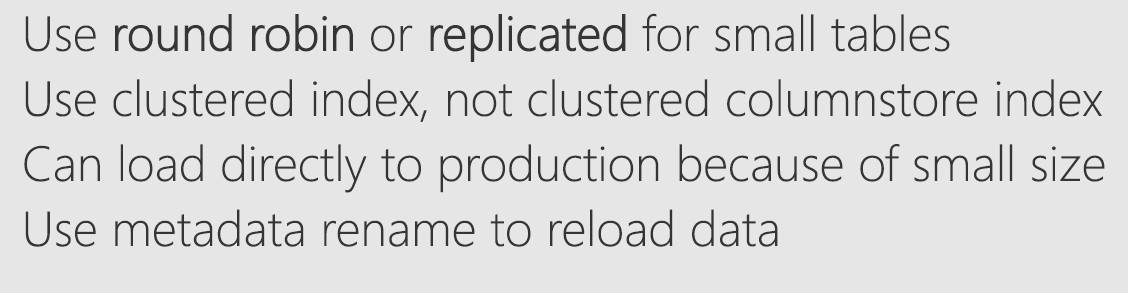 Use round robin or replicated for small tables
Use clustered index, not clustered columnstore index
Can load directly to production because of small size
Use metadata rename to reload data